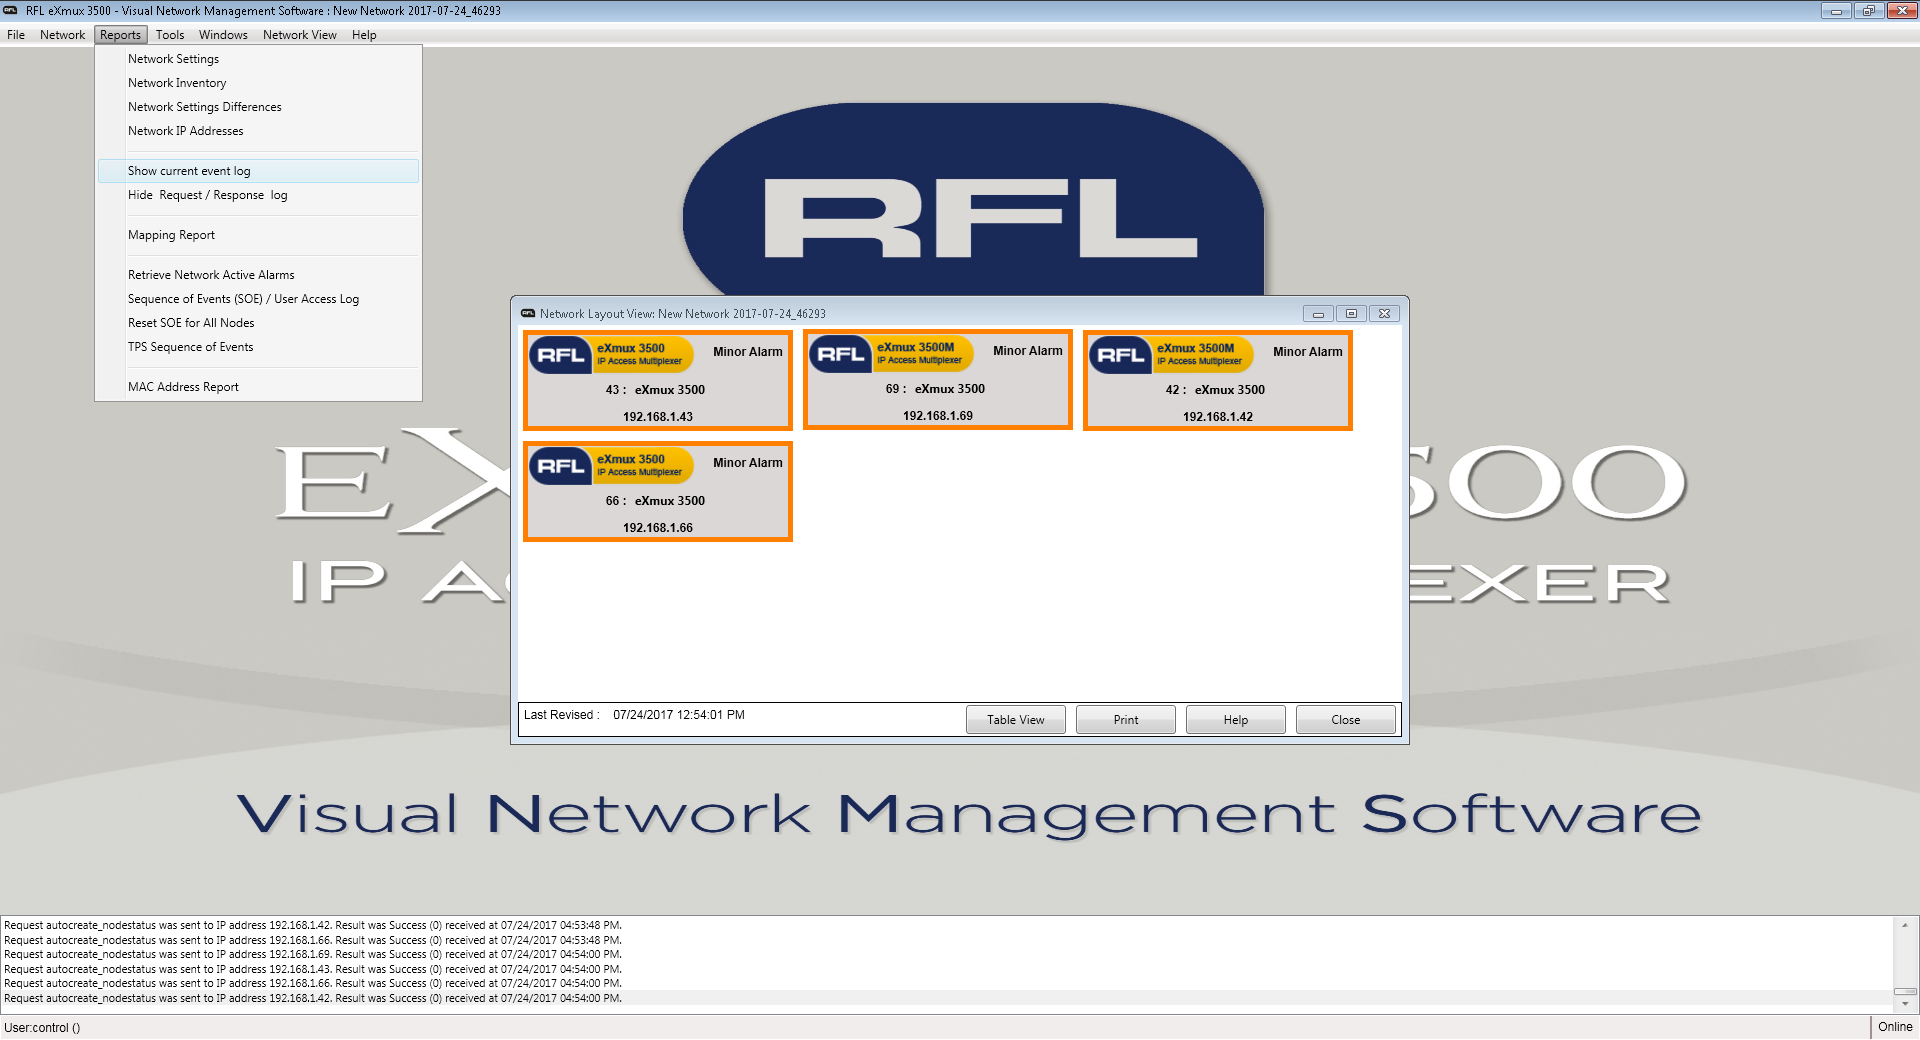 RFL eXmux 3500 - Visual Network Management Software : New Network 2017-07-24_46293
File Network Reports Tools Windows Network View Help
Network Settings
Network Inventory
Network Settings Differences
Network IP Addresses
Show current event log
Hide Request / Response log
Mapping Report
Retrieve Network Active Alarms
Sequence of Events (SOE) / User Access Log
Reset SOE for All Nodes
TPS Sequence of Events
MAC Address Report
RFL
Network Layout View: New Network 2017-07-24_46293
RFL eXmux 3500 IP Access Multiplexer Minor Alarm
43 : eXmux 3500
192.168.1.43
RFL eXmux 3500M IP Access Multiplexer Minor Alarm
69 : eXmux 3500
192.168.1.69
RFL eXmux 3500M IP Access Multiplexer Minor Alarm
42 : eXmux 3500
192.168.1.42
RFL eXmux 3500 IP Access Multiplexer Minor Alarm
66 : eXmux 3500
192.168.1.66
Last Revised : 07/24/2017 12:54:01 PM
Table View Print Help Close
EX 500
IP A EXER
Visual Network Management Software
Request autocreate_nodestatus was sent to IP address 192.168.1.42. Result was Success (0) received at 07/24/2017 04:53:48 PM.
Request autocreate_nodestatus was sent to IP address 192.168.1.66. Result was Success (0) received at 07/24/2017 04:53:48 PM.
Request autocreate_nodestatus was sent to IP address 192.168.1.69. Result was Success (0) received at 07/24/2017 04:54:00 PM.
Request autocreate_nodestatus was sent to IP address 192.168.1.43. Result was Success (0) received at 07/24/2017 04:54:00 PM.
Request autocreate_nodestatus was sent to IP address 192.168.1.66. Result was Success (0) received at 07/24/2017 04:54:00 PM.
Request autocreate_nodestatus was sent to IP address 192.168.1.42. Result was Success (0) received at 07/24/2017 04:54:00 PM.
User:control ()
Online